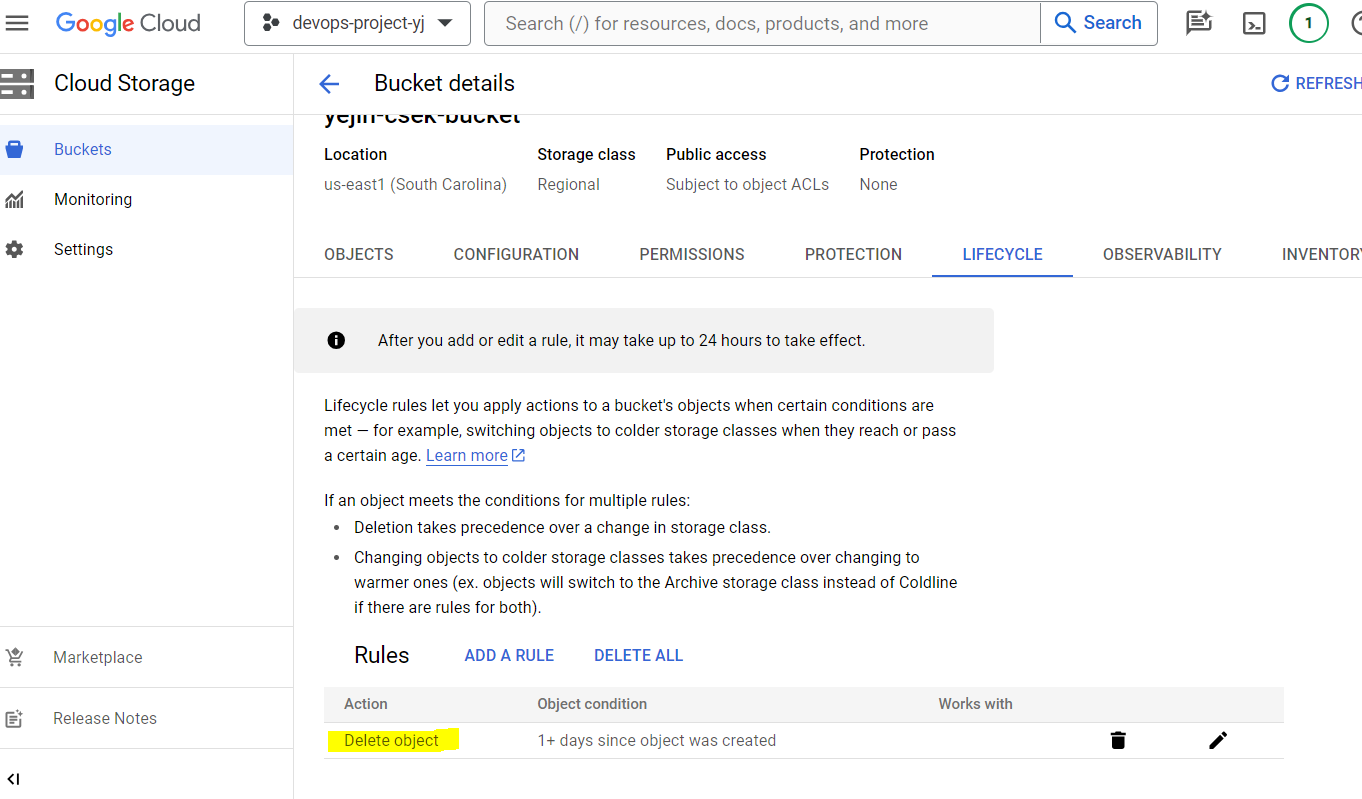 Google Cloud
devops-project-yj
Search (/) for resources, docs, products, and more
Search
1
Cloud Storage
Bucket details
REFRESH
Buckets
Monitoring
Settings
Marketplace
Release Notes
yejin-csek-bucket
Location
Storage class
Public access
Protection
us-east1 (South Carolina)
Regional
Subject to object ACLs
None
OBJECTS
CONFIGURATION
PERMISSIONS
PROTECTION
LIFECYCLE
OBSERVABILITY
INVENTORY
After you add or edit a rule, it may take up to 24 hours to take effect.
Lifecycle rules let you apply actions to a bucket's objects when certain conditions are
met — for example, switching objects to colder storage classes when they reach or pass
a certain age. Learn more
If an object meets the conditions for multiple rules:
• Deletion takes precedence over a change in storage class.
• Changing objects to colder storage classes takes precedence over changing to
warmer ones (ex. objects will switch to the Archive storage class instead of Coldline
if there are rules for both).
Rules
ADD A RULE
DELETE ALL
Action
Object condition
Works with
Delete object
1+ days since object was created